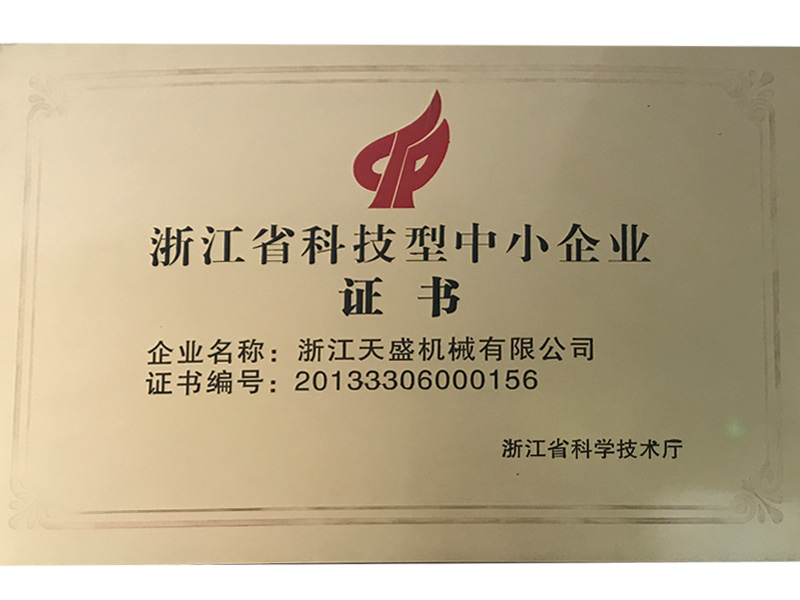 浙江省科技型中小企业
证书
企业名称：浙江天盛机械有限公司
证书编号：20133306000156
浙江省科学技术厅